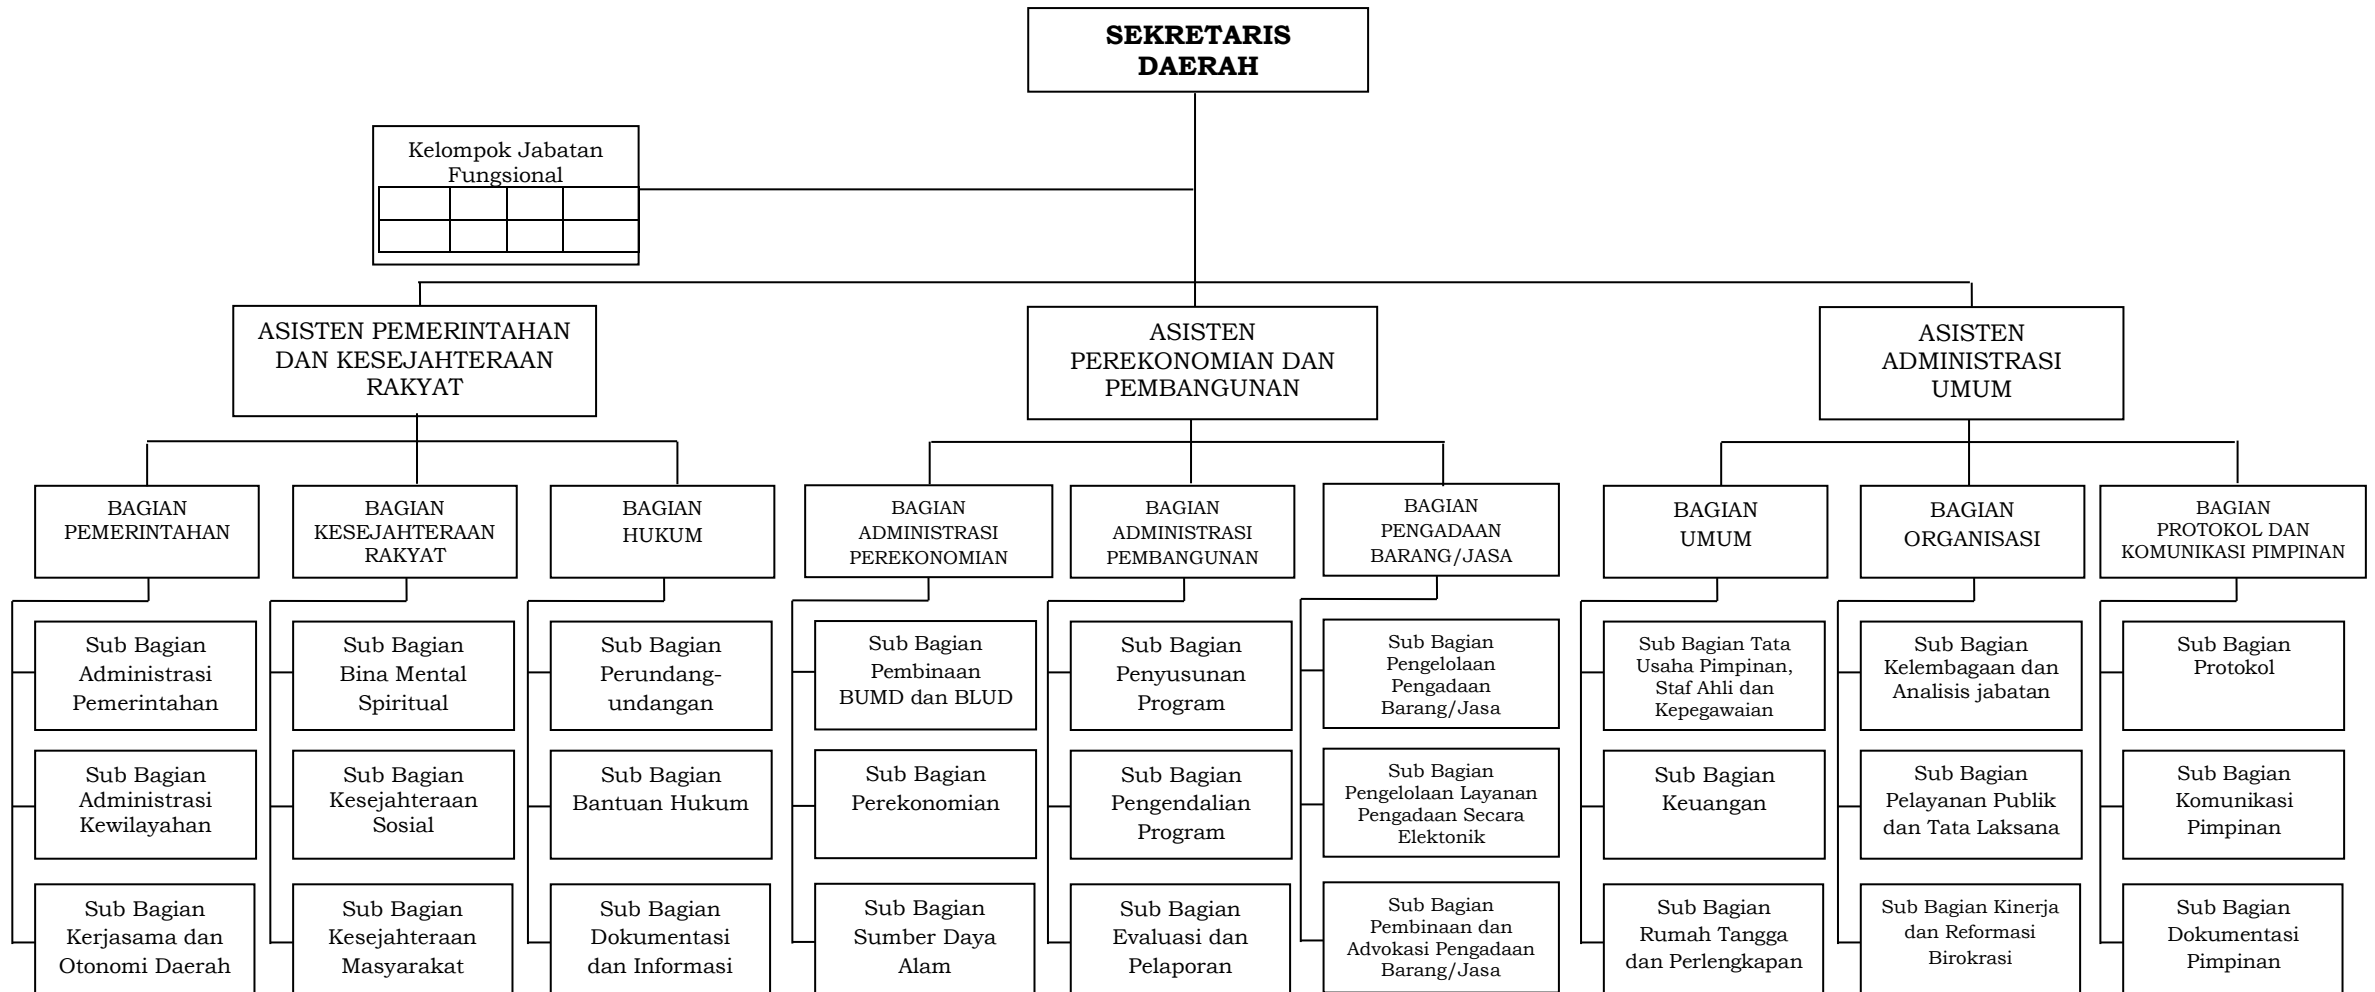 SEKRETARIS
DAERAH
Kelompok Jabatan
Fungsional
ASISTEN PEMERINTAHAN
DAN KESEJAHTERAAN
RAKYAT
ASISTEN
PEREKONOMIAN DAN
PEMBANGUNAN
ASISTEN
ADMINISTRASI
UMUM
BAGIAN
PEMERINTAHAN
BAGIAN
KESEJAHTERAAN
RAKYAT
BAGIAN
HUKUM
BAGIAN
ADMINISTRASI
PEREKONOMIAN
BAGIAN
ADMINISTRASI
PEMBANGUNAN
BAGIAN
PENGADAAN
BARANG/JASA
BAGIAN
UMUM
BAGIAN
ORGANISASI
BAGIAN
PROTOKOL DAN
KOMUNIKASI PIMPINAN
Sub Bagian
Administrasi
Pemerintahan
Sub Bagian
Bina Mental
Spiritual
Sub Bagian
Perundang-
undangan
Sub Bagian
Pembinaan
BUMD dan BLUD
Sub Bagian
Penyusunan
Program
Sub Bagian
Pengelolaan
Pengadaan
Barang/Jasa
Sub Bagian Tata
Usaha Pimpinan,
Staf Ahli dan
Kepegawaian
Sub Bagian
Kelembagaan dan
Analisis jabatan
Sub Bagian
Protokol
Sub Bagian
Administrasi
Kewilayahan
Sub Bagian
Kesejahteraan
Sosial
Sub Bagian
Bantuan Hukum
Sub Bagian
Perekonomian
Sub Bagian
Pengendalian
Program
Sub Bagian
Pengelolaan Layanan
Pengadaan Secara
Elektonik
Sub Bagian
Keuangan
Sub Bagian
Pelayanan Publik
dan Tata Laksana
Sub Bagian
Komunikasi
Pimpinan
Sub Bagian
Kerjasama dan
Otonomi Daerah
Sub Bagian
Kesejahteraan
Masyarakat
Sub Bagian
Dokumentasi
dan Informasi
Sub Bagian
Sumber Daya
Alam
Sub Bagian
Evaluasi dan
Pelaporan
Sub Bagian
Pembinaan dan
Advokasi Pengadaan
Barang/Jasa
Sub Bagian
Rumah Tangga
dan Perlengkapan
Sub Bagian Kinerja
dan Reformasi
Birokrasi
Sub Bagian
Dokumentasi
Pimpinan